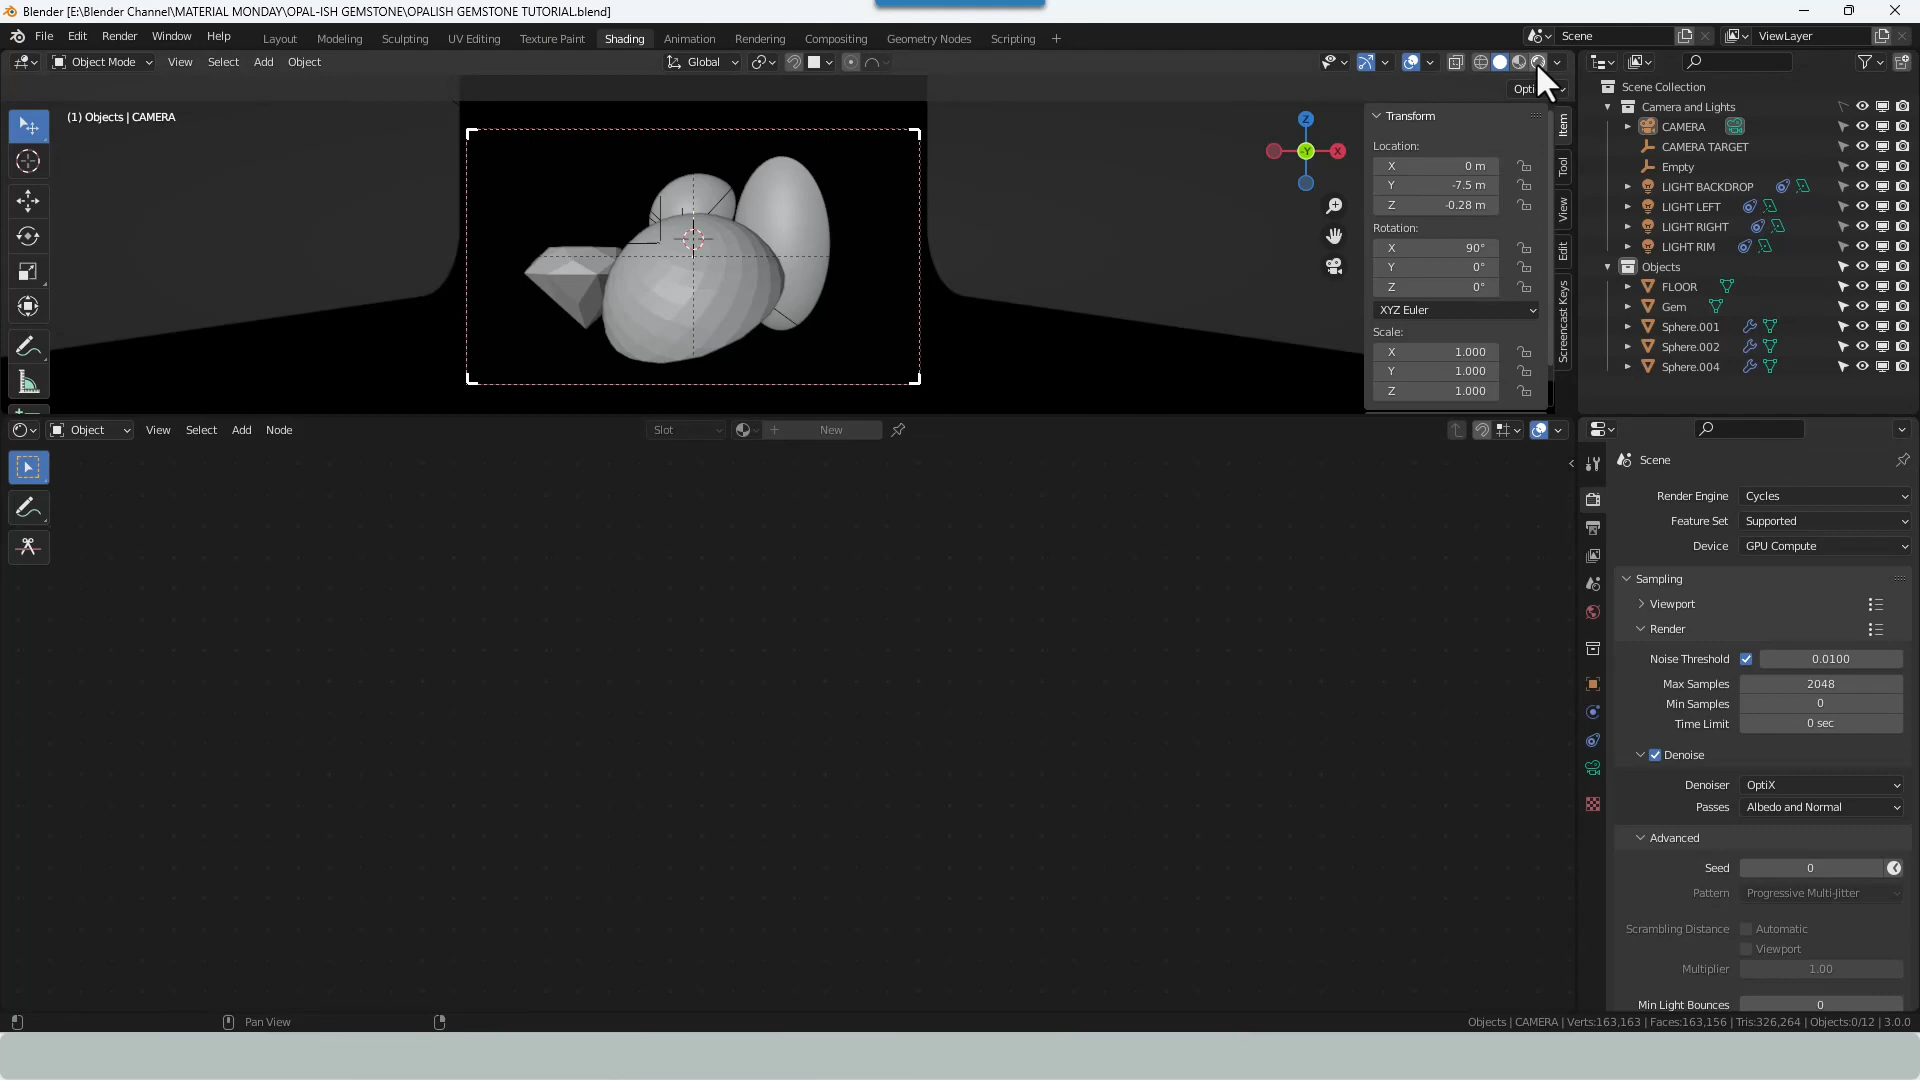 Blender [E:\Blender Channel\MATERIAL MONDAY\OPAL-ISH GEMSTONE\OPALISH GEMSTONE TUTORIAL.blend]
File Edit Render Window Help Layout Modeling Sculpting UV Editing Texture Paint Shading Animation Rendering Compositing Geometry Nodes Scripting + Scene ViewLayer
Object Mode View Select Add Object Global
(1) Objects | CAMERA
Transform
Location:
X 0 m
Y -7.5 m
Z -0.28 m
Rotation:
X 90°
Y 0°
Z 0°
XYZ Euler
Scale:
X 1.000
Y 1.000
Z 1.000
Item
Tool
View
Edit
Screencast Keys
Z
-Y
X
Scene Collection
Camera and Lights
CAMERA
CAMERA TARGET
Empty
LIGHT BACKDROP
LIGHT LEFT
LIGHT RIGHT
LIGHT RIM
Objects
FLOOR
Gem
Sphere.001
Sphere.002
Sphere.004
Object View Select Add Node Slot New
Scene
Render Engine Cycles
Feature Set Supported
Device GPU Compute
Sampling
Viewport
Render
Noise Threshold 0.0100
Max Samples 2048
Min Samples 0
Time Limit 0 sec
Denoise
Denoiser OptiX
Passes Albedo and Normal
Advanced
Seed 0
Pattern Progressive Multi-Jitter
Scrambling Distance Automatic
Viewport
Multiplier 1.00
Min Light Bounces 0
Pan View
Objects | CAMERA | Verts:163,163 | Faces:163,156 | Tris:326,264 | Objects:0/12 | 3.0.0